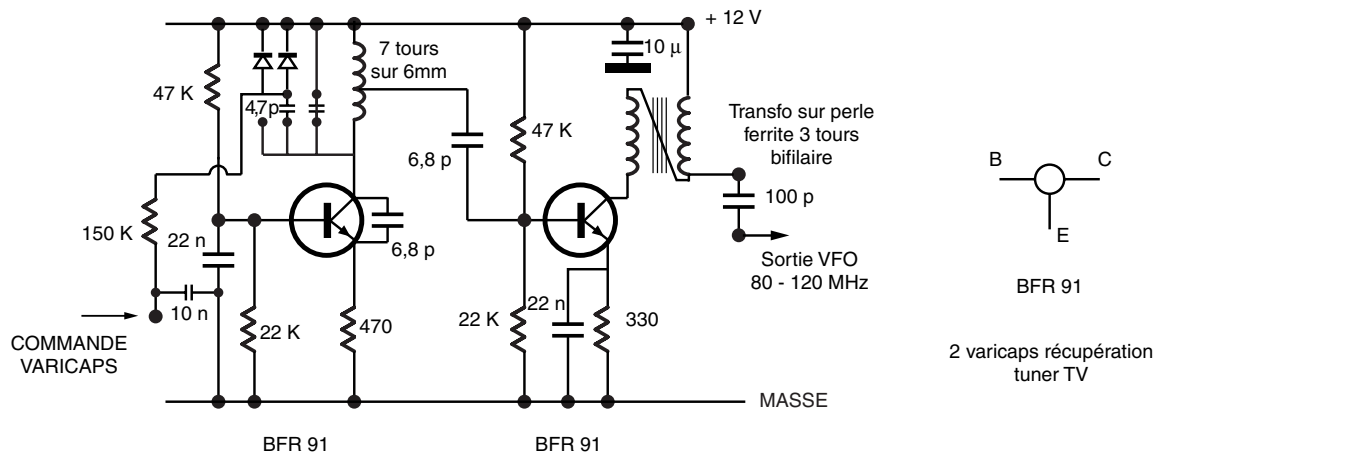 + 12 V
7 tours
sur 6mm
10 µ
47 K
4,7p
Transfo sur perle
ferrite 3 tours
bifilaire
47 K
6,8 p
B
C
100 p
150 K
22 n
6,8 p
E
Sortie VFO
80 - 120 MHz
BFR 91
10 n
22 K
470
22 K
22 n
330
COMMANDE
VARICAPS
2 varicaps récupération
tuner TV
MASSE
BFR 91
BFR 91